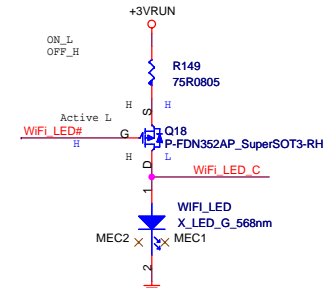 +3VRUN
ON_L
OFF_H
R149
75R0805
H S H
Active L
Q18
WiFi_LED# G
P-FDN352AP_SuperSOT3-RH
H
H D L
WiFi_LED_C
1
WIFI_LED
X_LED_G_568nm
MEC2 MEC1
2